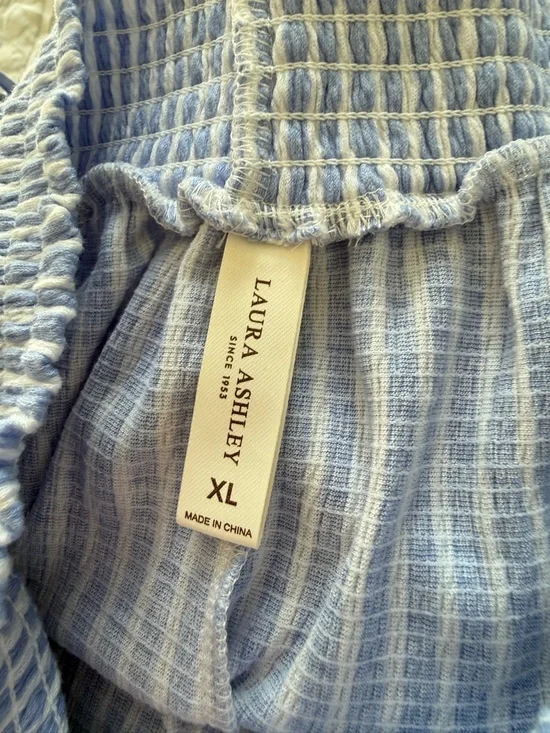 LAURA ASHLEY
SINCE 1953
XL
MADE IN CHINA